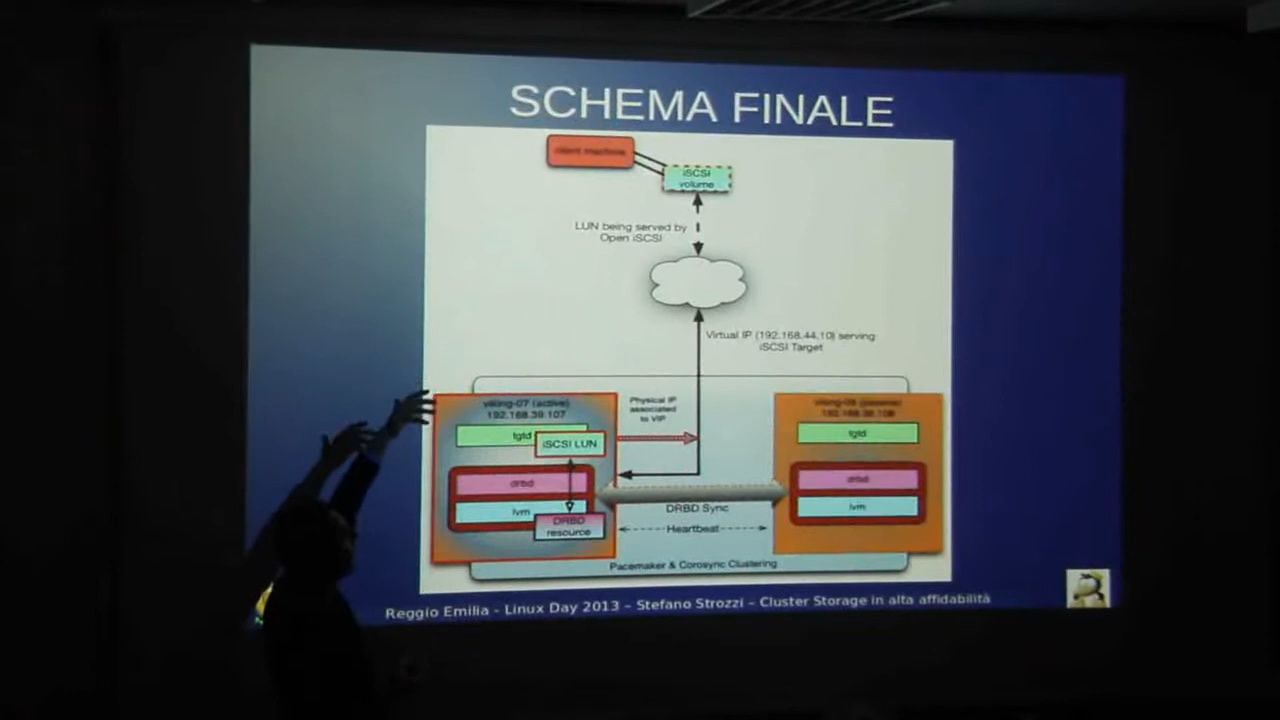 SCHEMA FINALE
client machine
iSCSI
volume
LUN being served by
Open iSCSI
Virtual IP (192.168.44.10) serving
iSCSI Target
viking-07 (active)
192.168.39.107
Physical IP
associated
to VIP
tgtd
iSCSI LUN
tgtd
drbd
drbd
lvm
lvm
DRBD
resource
DRBD Sync
Heartbeat
Pacemaker & Corosync Clustering
Reggio Emilia - Linux Day 2013 – Stefano Strozzi – Cluster Storage in alta affidabilità